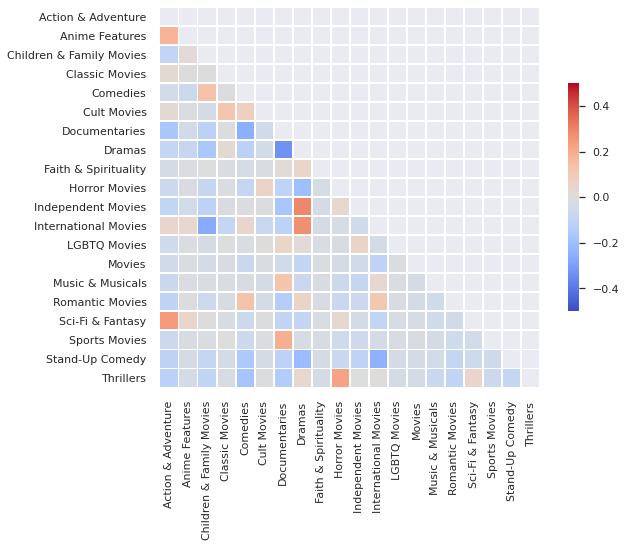 Action & Adventure
Anime Features
Children & Family Movies
Classic Movies
Comedies
Cult Movies
Documentaries
Dramas
Faith & Spirituality
Horror Movies
Independent Movies
International Movies
LGBTQ Movies
Movies
Music & Musicals
Romantic Movies
Sci-Fi & Fantasy
Sports Movies
Stand-Up Comedy
Thrillers
Action & Adventure
Anime Features
Children & Family Movies
Classic Movies
Comedies
Cult Movies
Documentaries
Dramas
Faith & Spirituality
Horror Movies
Independent Movies
International Movies
LGBTQ Movies
Movies
Music & Musicals
Romantic Movies
Sci-Fi & Fantasy
Sports Movies
Stand-Up Comedy
Thrillers
0.4
0.2
0.0
−0.2
−0.4